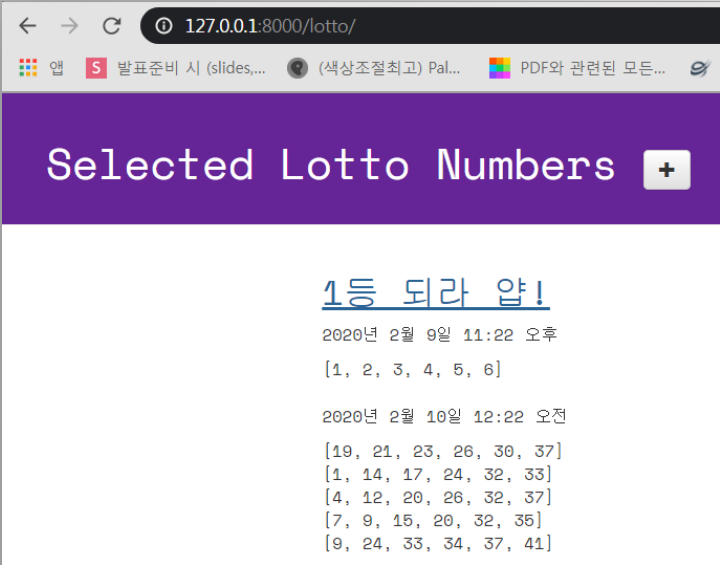 127.0.0.1:8000/lotto/
앱 S 발표준비 시 (slides,... (색상조절최고) Pal... PDF와 관련된 모든...
Selected Lotto Numbers +
1등 되라 얍!
2020년 2월 9일 11:22 오후
[1, 2, 3, 4, 5, 6]
2020년 2월 10일 12:22 오전
[19, 21, 23, 26, 30, 37]
[1, 14, 17, 24, 32, 33]
[4, 12, 20, 26, 32, 37]
[7, 9, 15, 20, 32, 35]
[9, 24, 33, 34, 37, 41]